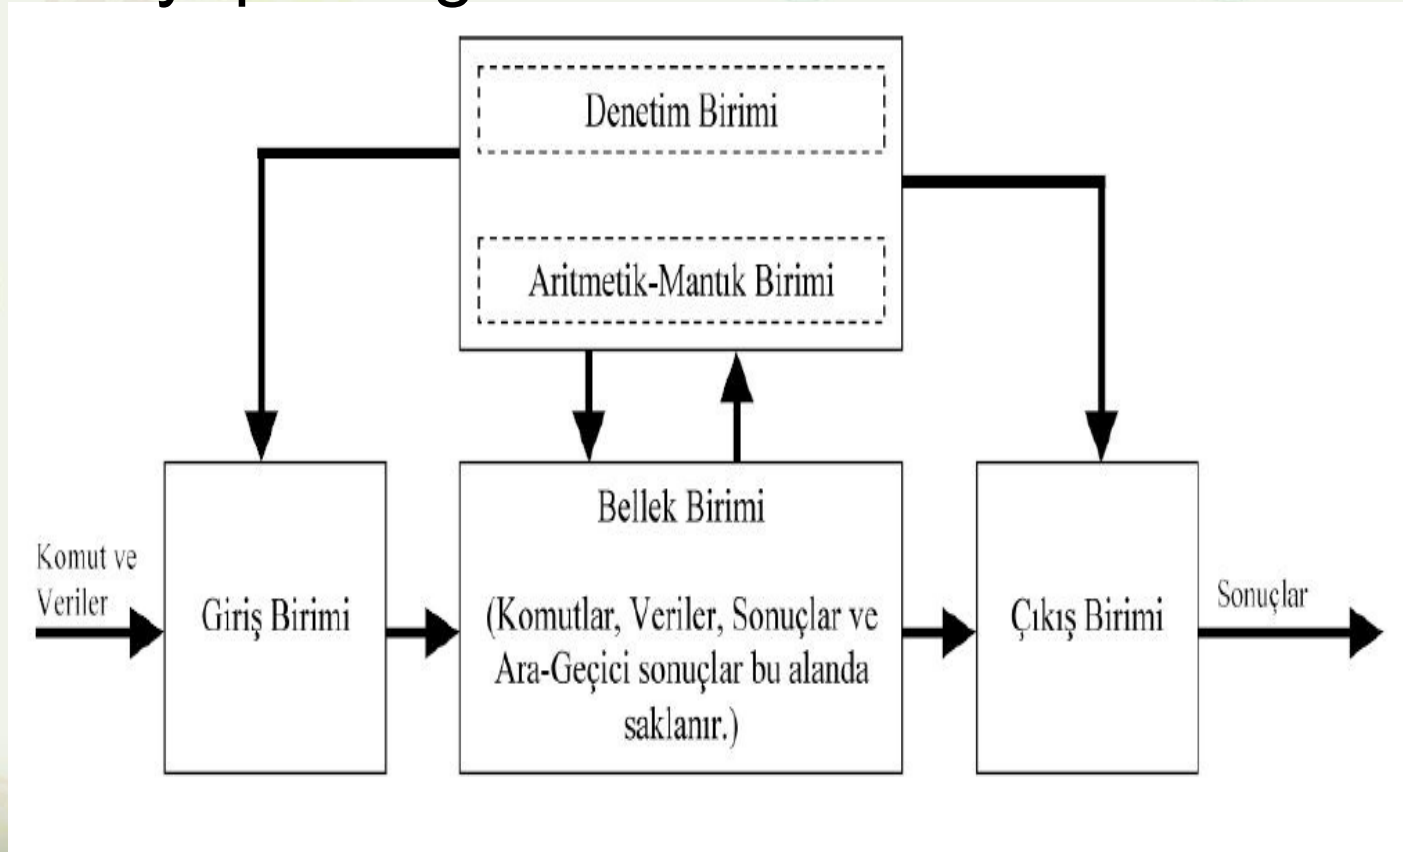 Denetim Birimi
Aritmetik-Mantık Birimi
Komut ve
Veriler
Giriş Birimi
Bellek Birimi
(Komutlar, Veriler, Sonuçlar ve
Ara-Geçici sonuçlar bu alanda
saklanır.)
Çıkış Birimi
Sonuçlar